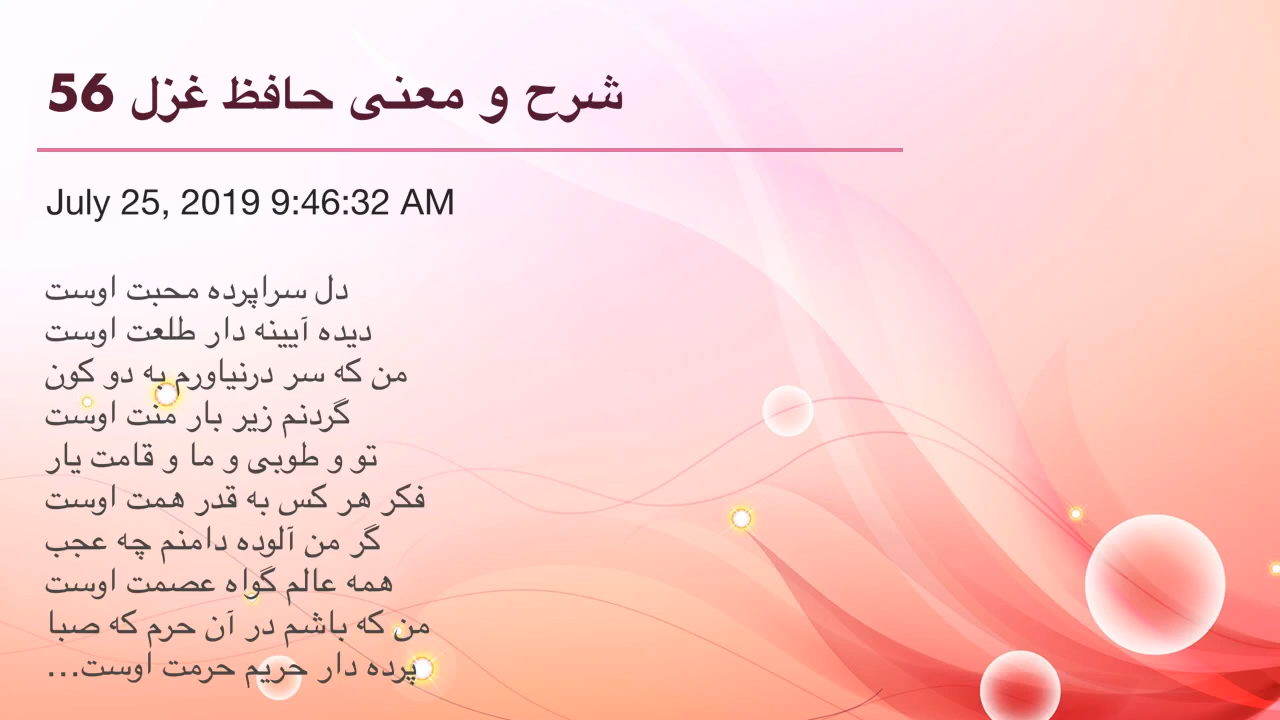 شرح و معنی حافظ غزل 56
July 25, 2019 9:46:32 AM
دل سراپرده محبت اوست
دیده آیینه دار طلعت اوست
من که سر درنیاورم به دو کون
گردنم زیر بار منت اوست
تو و طوبی و ما و قامت یار
فکر هر کس به قدر همت اوست
گر من آلوده دامنم چه عجب
همه عالم گواه عصمت اوست
من که باشم در آن حرم که صبا
پرده دار حریم حرمت اوست...